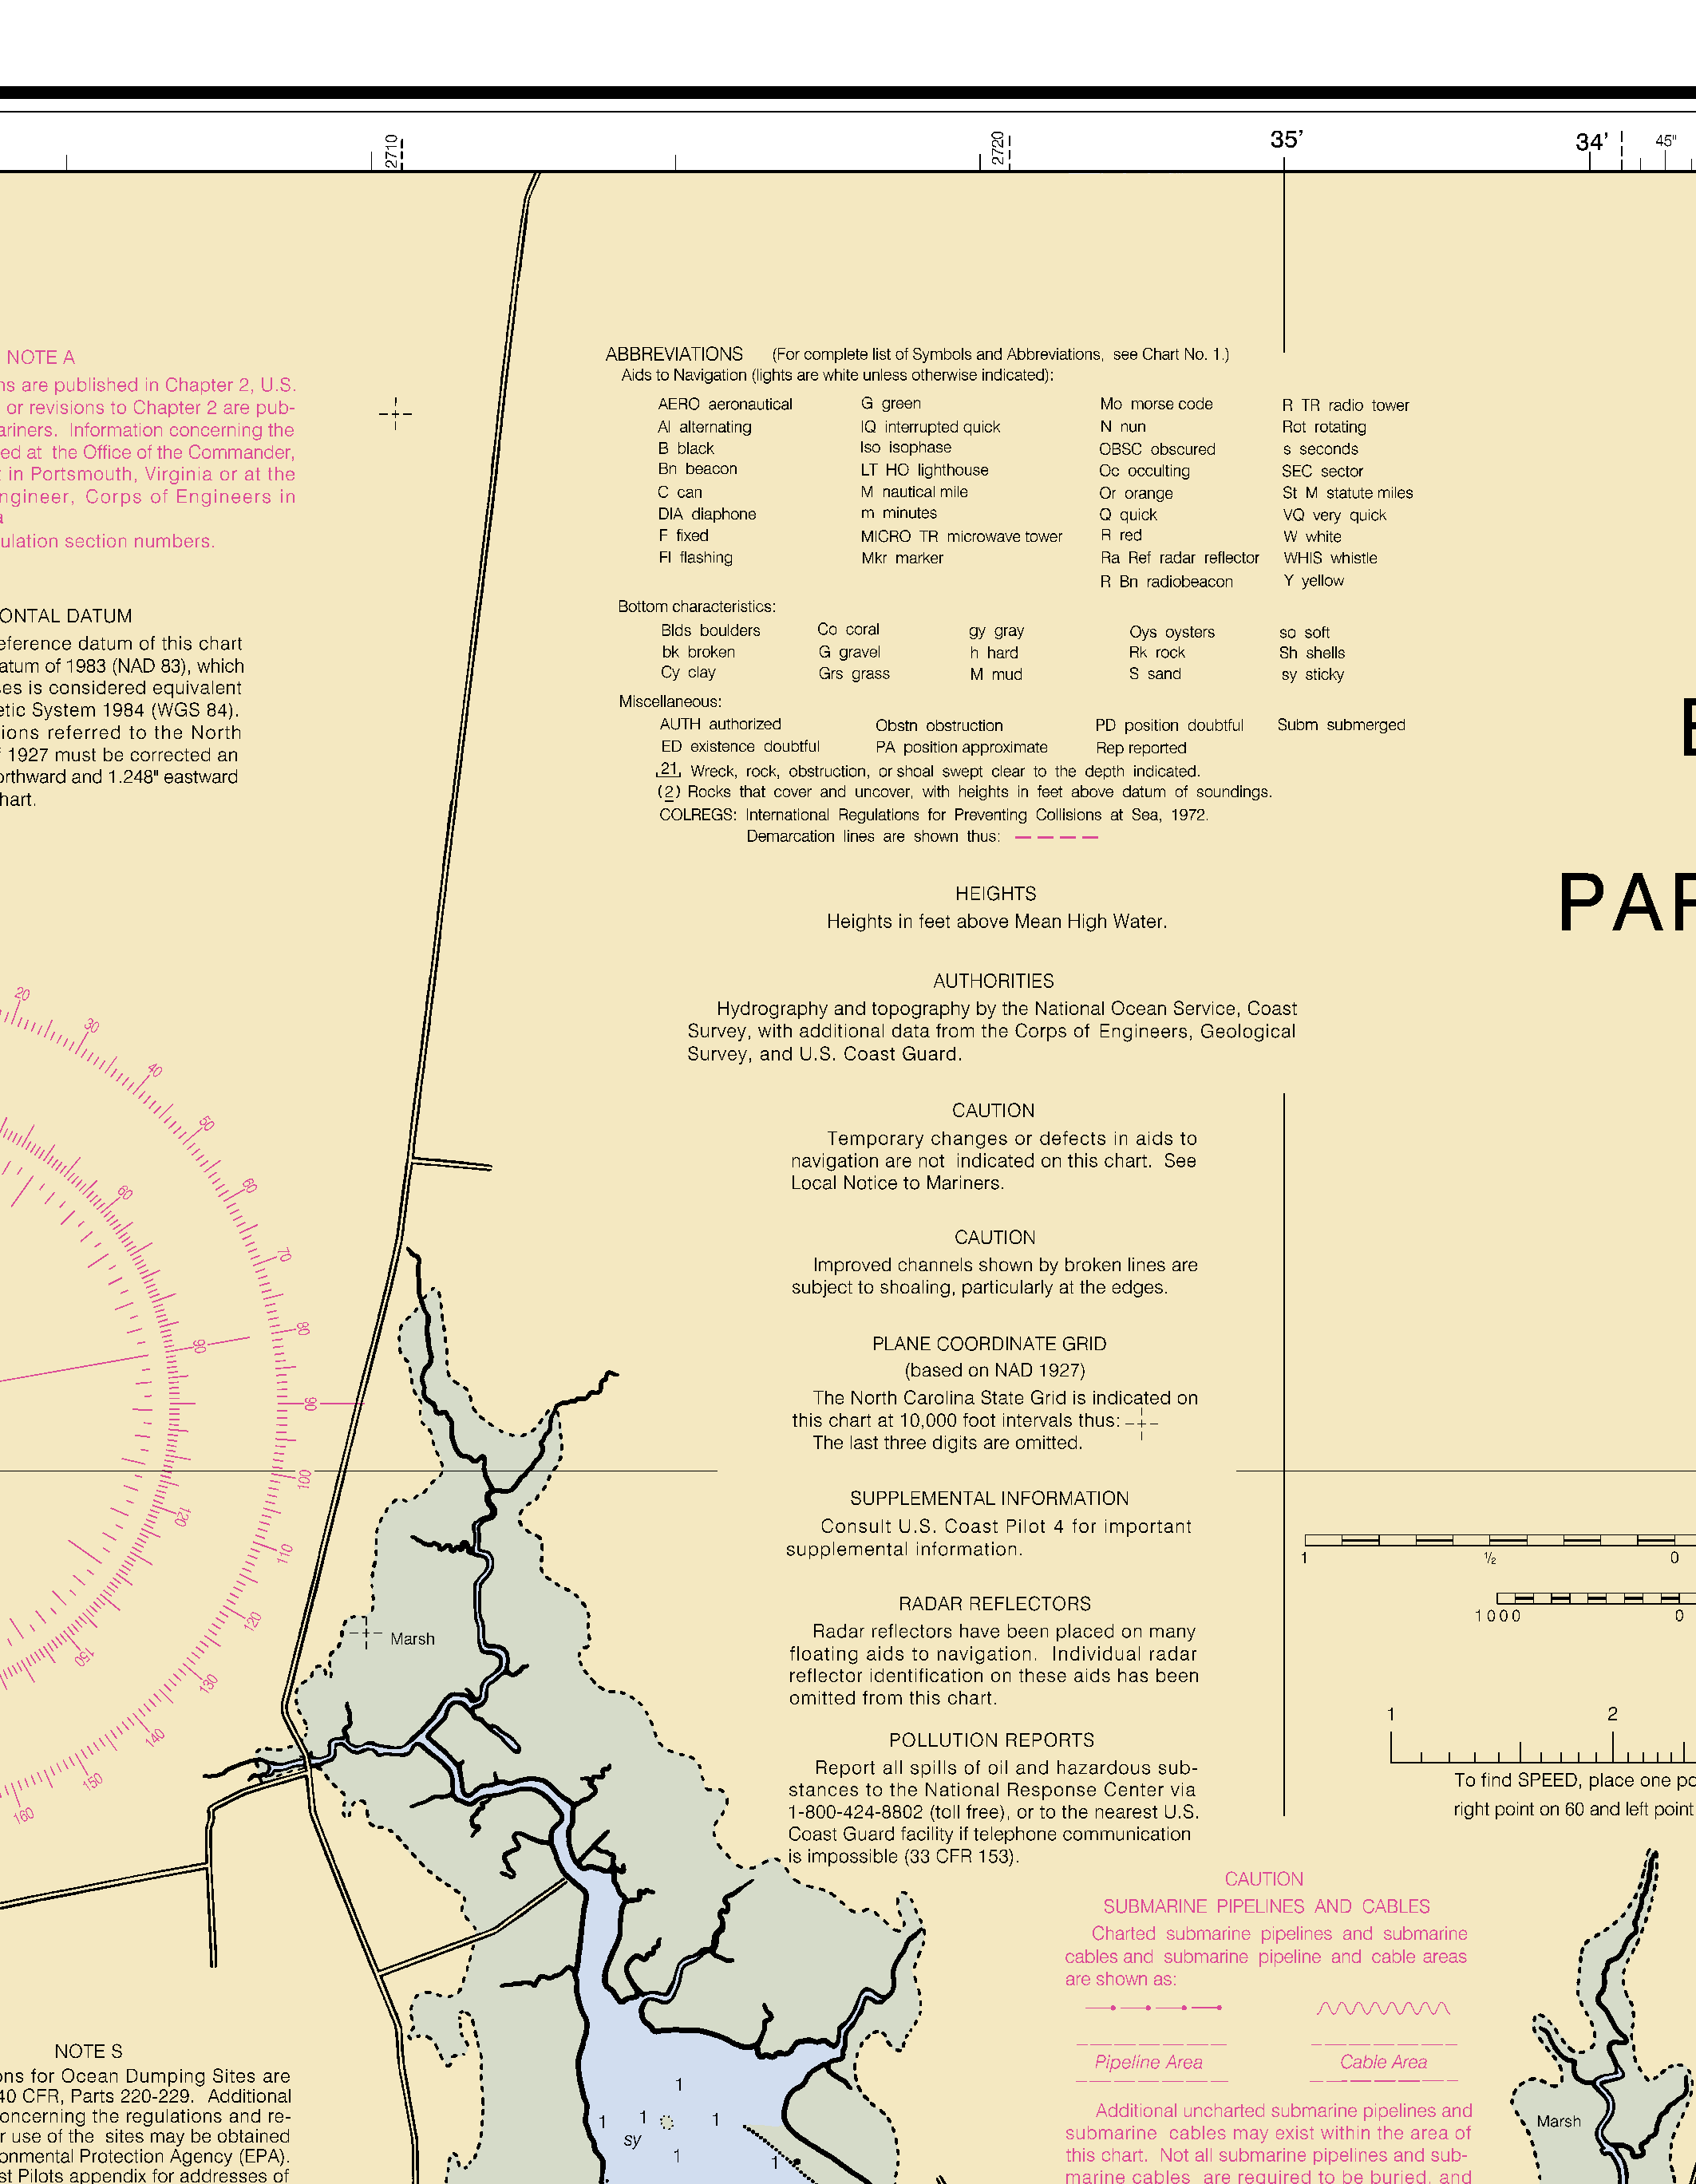 2710
2720
35'
34'
45"
NOTE A
ns are published in Chapter 2, U.S.
or revisions to Chapter 2 are pub-
ariners. Information concerning the
ed at the Office of the Commander,
t in Portsmouth, Virginia or at the
ngineer, Corps of Engineers in
a
ulation section numbers.
ONTAL DATUM
eference datum of this chart
atum of 1983 (NAD 83), which
es is considered equivalent
etic System 1984 (WGS 84).
ions referred to the North
f 1927 must be corrected an
orthward and 1.248" eastward
hart.
ABBREVIATIONS (For complete list of Symbols and Abbreviations, see Chart No. 1.)
Aids to Navigation (lights are white unless otherwise indicated):
AERO aeronautical G green Mo morse code R TR radio tower
Al alternating IQ interrupted quick N nun Rot rotating
B black Iso isophase OBSC obscured s seconds
Bn beacon LT HO lighthouse Oc occulting SEC sector
C can M nautical mile Or orange St M statute miles
DIA diaphone m minutes Q quick VQ very quick
F fixed MICRO TR microwave tower R red W white
Fl flashing Mkr marker Ra Ref radar reflector WHIS whistle
R Bn radiobeacon Y yellow
Bottom characteristics:
Blds boulders Co coral gy gray Oys oysters so soft
bk broken G gravel h hard Rk rock Sh shells
Cy clay Grs grass M mud S sand sy sticky
Miscellaneous:
AUTH authorized Obstn obstruction PD position doubtful Subm submerged
ED existence doubtful PA position approximate Rep reported
21 Wreck, rock, obstruction, or shoal swept clear to the depth indicated.
(2) Rocks that cover and uncover, with heights in feet above datum of soundings.
COLREGS: International Regulations for Preventing Collisions at Sea, 1972.
Demarcation lines are shown thus:
HEIGHTS
Heights in feet above Mean High Water.
PAR
AUTHORITIES
Hydrography and topography by the National Ocean Service, Coast
Survey, with additional data from the Corps of Engineers, Geological
Survey, and U.S. Coast Guard.
CAUTION
Temporary changes or defects in aids to
navigation are not indicated on this chart. See
Local Notice to Mariners.
CAUTION
Improved channels shown by broken lines are
subject to shoaling, particularly at the edges.
PLANE COORDINATE GRID
(based on NAD 1927)
The North Carolina State Grid is indicated on
this chart at 10,000 foot intervals thus:
The last three digits are omitted.
SUPPLEMENTAL INFORMATION
Consult U.S. Coast Pilot 4 for important
supplemental information.
RADAR REFLECTORS
Radar reflectors have been placed on many
floating aids to navigation. Individual radar
reflector identification on these aids has been
omitted from this chart.
POLLUTION REPORTS
Report all spills of oil and hazardous sub-
stances to the National Response Center via
1-800-424-8802 (toll free), or to the nearest U.S.
Coast Guard facility if telephone communication
is impossible (33 CFR 153).
20
30
40
50
60
70
80
90
100
110
120
130
140
150
160
60
90
120
150
Marsh
1 ½ 0
1000 0
1 2
To find SPEED, place one po
right point on 60 and left point
CAUTION
SUBMARINE PIPELINES AND CABLES
Charted submarine pipelines and submarine
cables and submarine pipeline and cable areas
are shown as:
Pipeline Area Cable Area
Additional uncharted submarine pipelines and
submarine cables may exist within the area of
this chart. Not all submarine pipelines and sub-
marine cables are required to be buried, and
Marsh
NOTE S
ons for Ocean Dumping Sites are
40 CFR, Parts 220-229. Additional
oncerning the regulations and re-
r use of the sites may be obtained
onmental Protection Agency (EPA).
st Pilots appendix for addresses of
1
1 1 1
sy
1 1